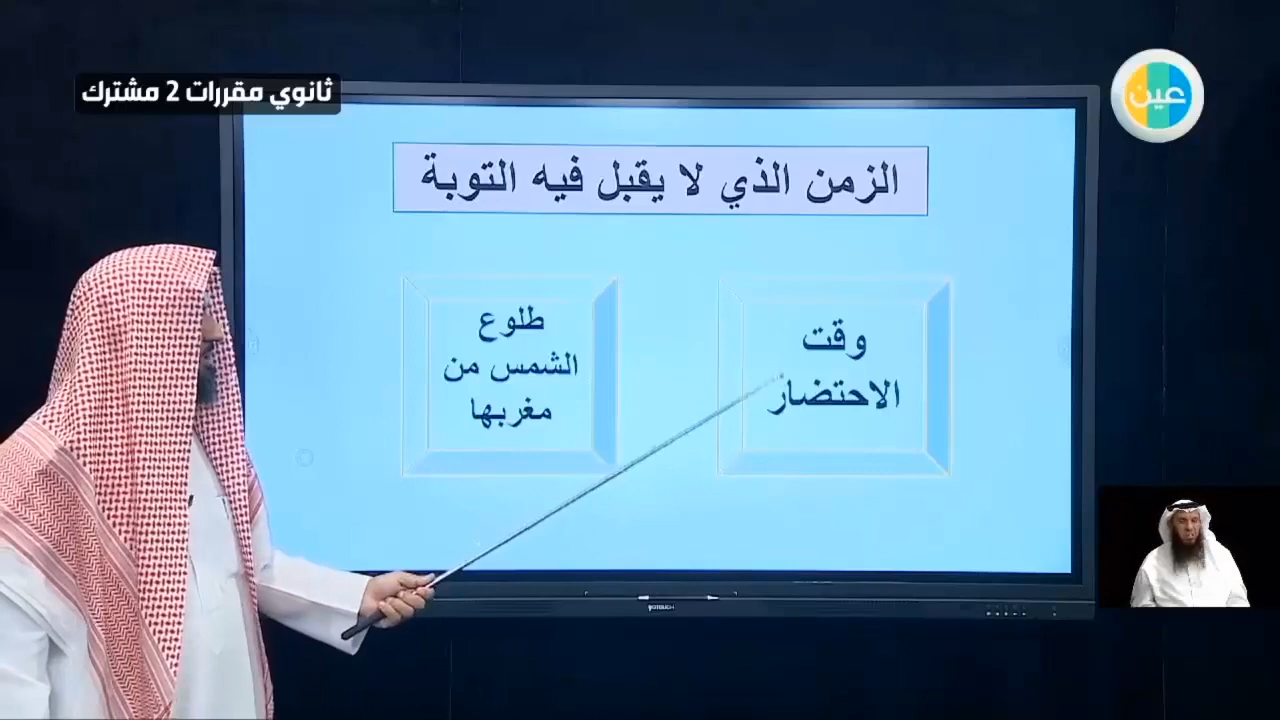 ثانوي مقررات 2 مشترك
عين
الزمن الذي لا يقبل فيه التوبة
وقت
الاحتضار
طلوع
الشمس من
مغربها